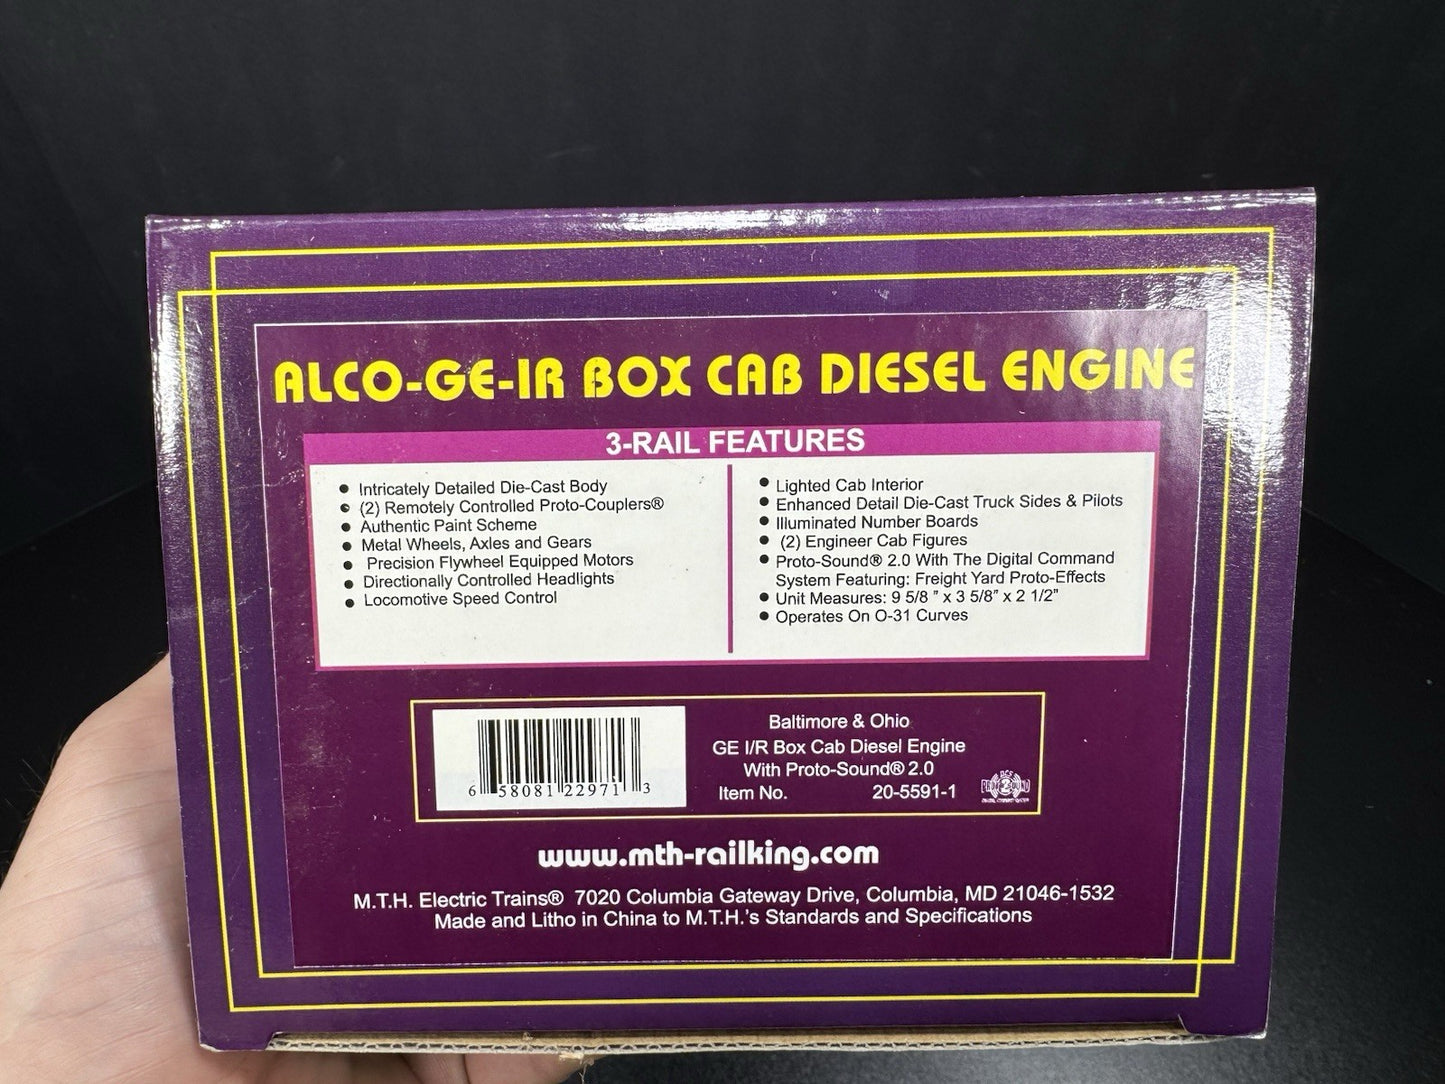 ALCO-GE-IR BOX CAB DIESEL ENGINE
3-RAIL FEATURES
• Intricately Detailed Die-Cast Body
• (2) Remotely Controlled Proto-Couplers®
• Authentic Paint Scheme
• Metal Wheels, Axles and Gears
• Precision Flywheel Equipped Motors
• Directionally Controlled Headlights
• Locomotive Speed Control
• Lighted Cab Interior
• Enhanced Detail Die-Cast Truck Sides & Pilots
• Illuminated Number Boards
• (2) Engineer Cab Figures
• Proto-Sound® 2.0 With The Digital Command
System Featuring: Freight Yard Proto-Effects
• Unit Measures: 9 5/8 ” x 3 5/8” x 2 1/2”
• Operates On O-31 Curves
6 58081 22971 3
Baltimore & Ohio
GE I/R Box Cab Diesel Engine
With Proto-Sound® 2.0
Item No. 20-5591-1
www.mth-railking.com
M.T.H. Electric Trains® 7020 Columbia Gateway Drive, Columbia, MD 21046-1532
Made and Litho in China to M.T.H.'s Standards and Specifications